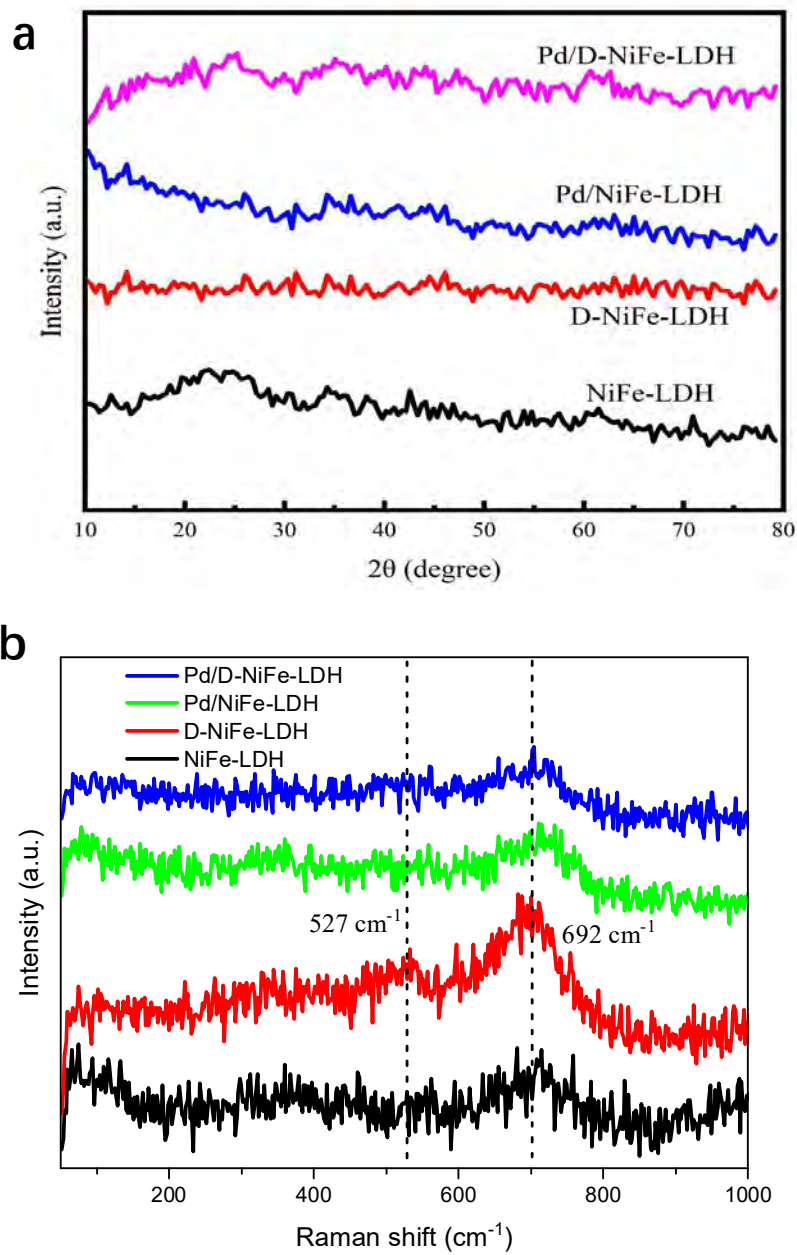 a
Pd/D-NiFe-LDH
Pd/NiFe-LDH
D-NiFe-LDH
NiFe-LDH
Intensity (a.u.)
10 20 30 40 50 60 70 80
2θ (degree)
b
Pd/D-NiFe-LDH
Pd/NiFe-LDH
D-NiFe-LDH
NiFe-LDH
527 cm⁻¹
692 cm⁻¹
Intensity (a.u.)
200 400 600 800 1000
Raman shift (cm⁻¹)